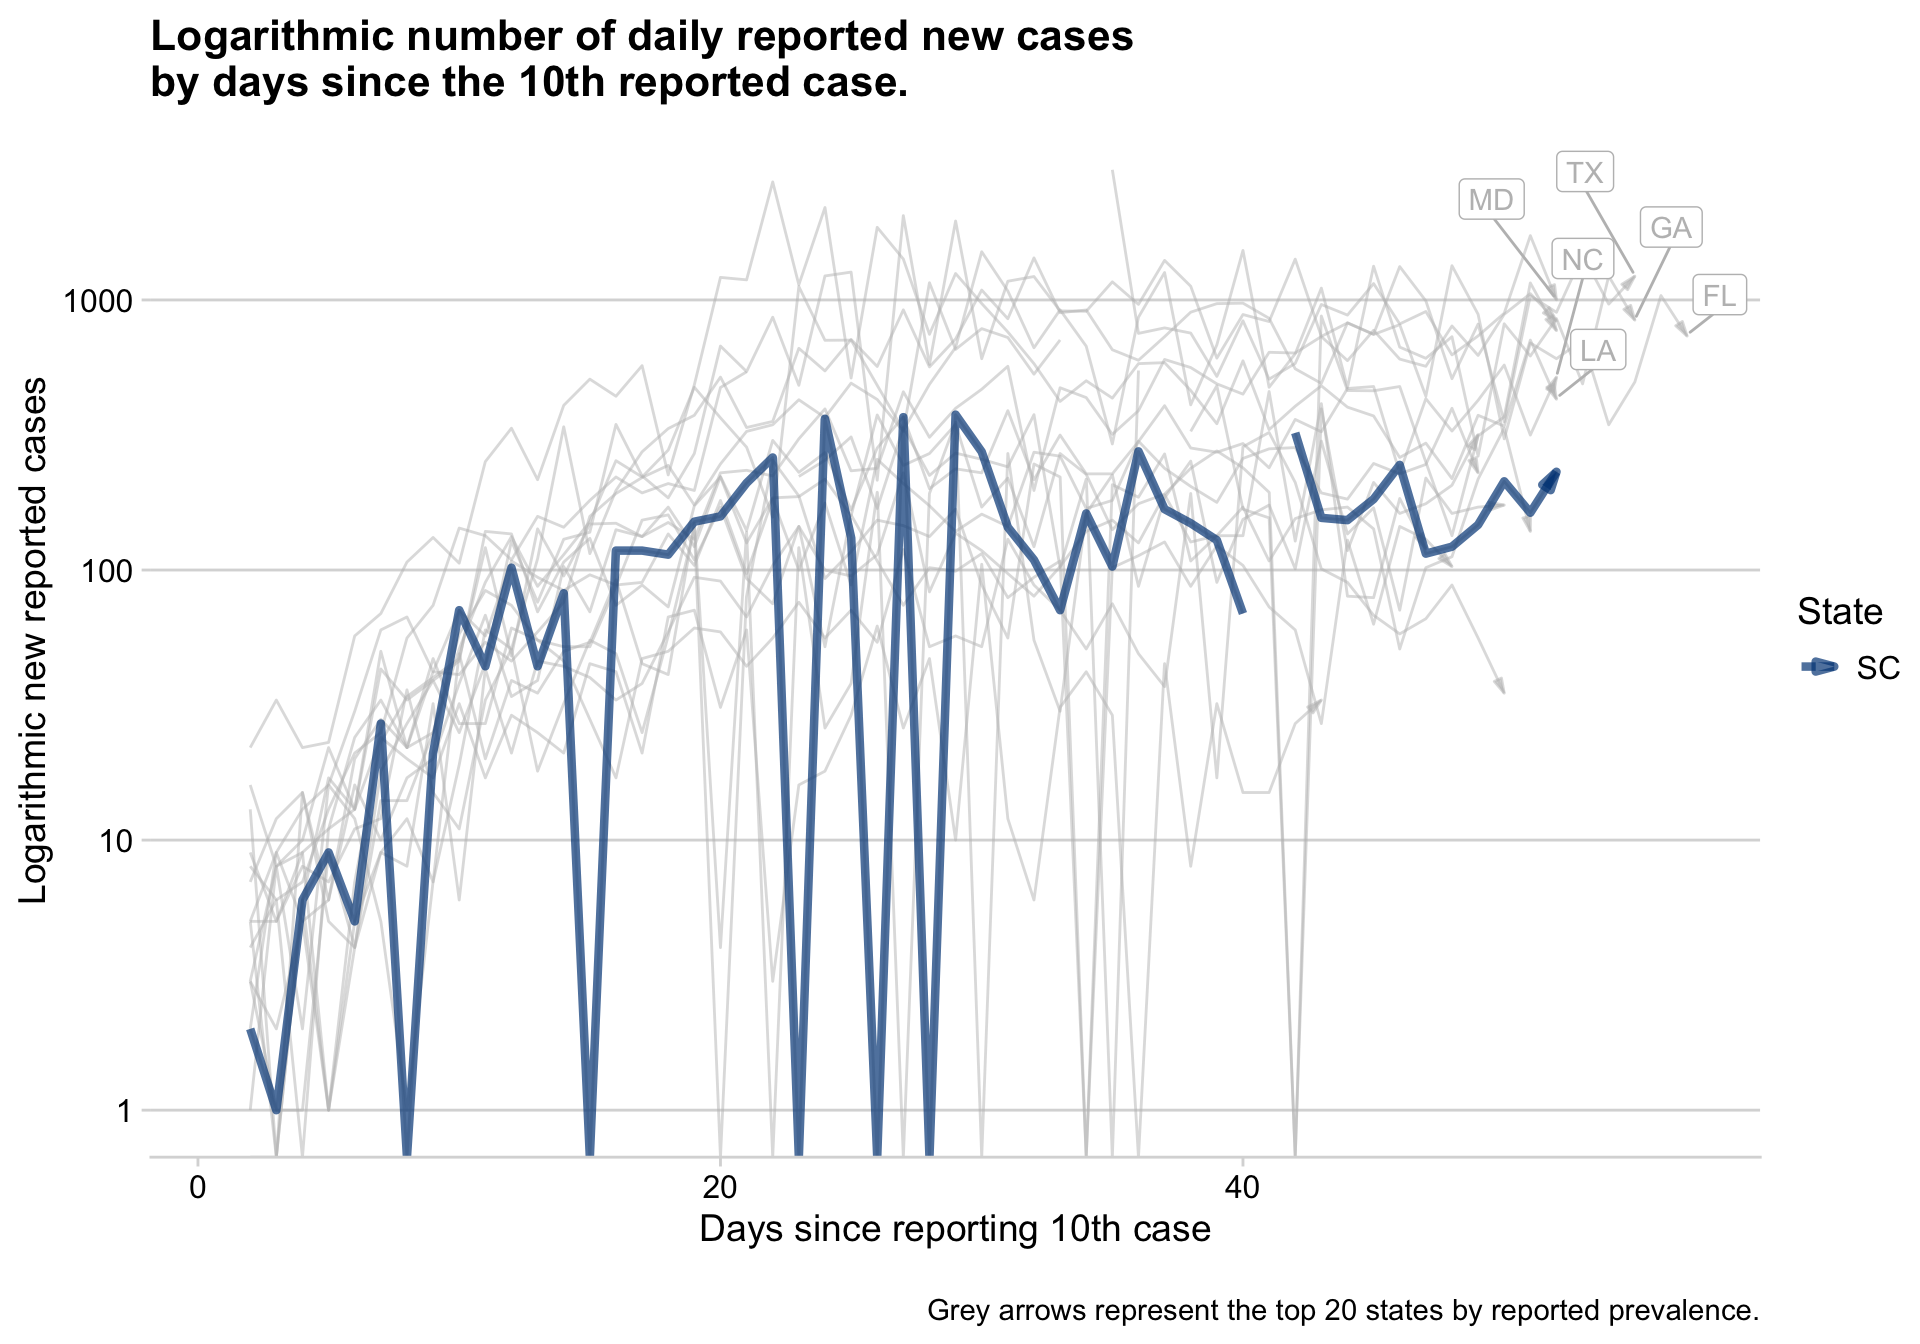 Logarithmic number of daily reported new cases
by days since the 10th reported case.
Logarithmic new reported cases
1000
100
10
1
MD
TX
NC
GA
FL
LA
State
SC
0
20
40
Days since reporting 10th case
Grey arrows represent the top 20 states by reported prevalence.